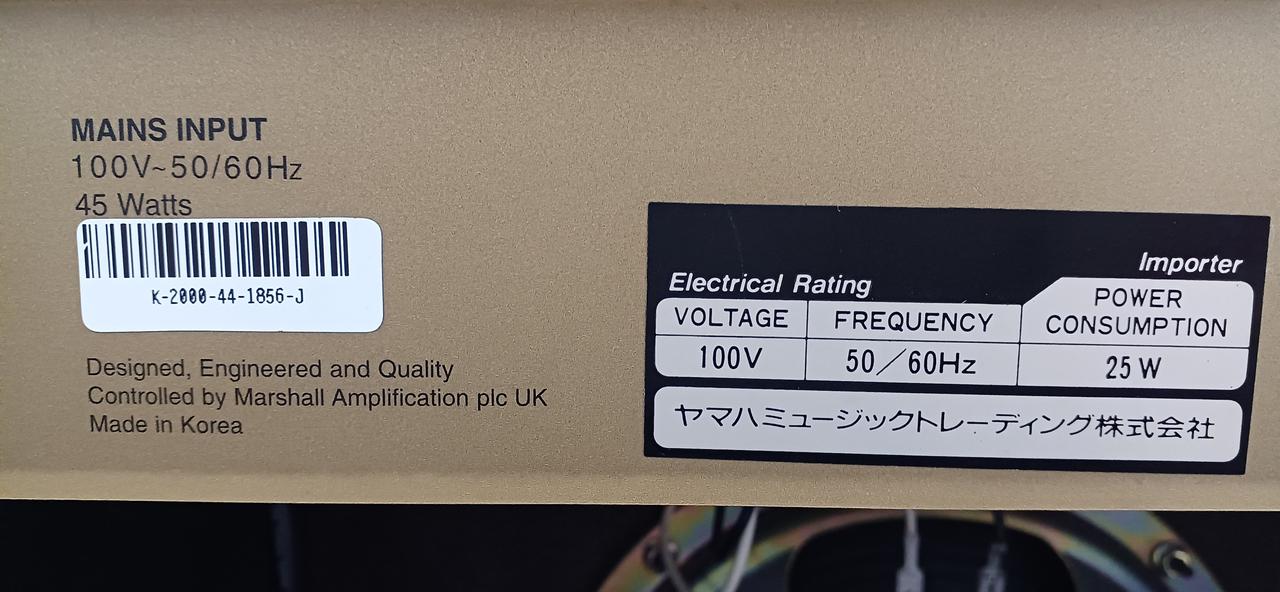 MAINS INPUT
100V~50/60Hz
45 Watts
K-2000-44-1856-J
Designed, Engineered and Quality
Controlled by Marshall Amplification plc UK
Made in Korea
Importer
Electrical Rating
VOLTAGE FREQUENCY POWER CONSUMPTION
100V 50/60Hz 25W
ヤマハミュージックトレーディング株式会社